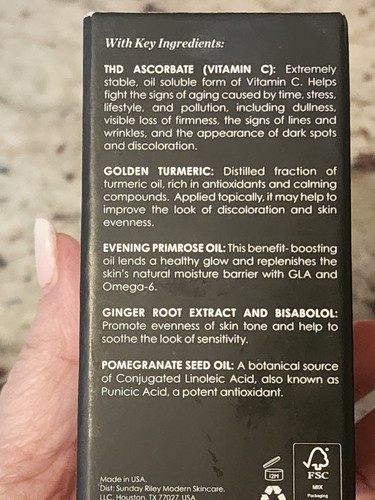 With Key Ingredients:
THD ASCORBATE (VITAMIN C): Extremely
stable, oil soluble form of Vitamin C. Helps
fight the signs of aging caused by time, stress,
lifestyle, and pollution, including dullness,
visible loss of firmness, the signs of lines and
wrinkles, and the appearance of dark spots
and discoloration.
GOLDEN TURMERIC: Distilled fraction of
turmeric oil, rich in antioxidants and calming
compounds. Applied topically, it may help to
improve the look of discoloration and skin
evenness.
EVENING PRIMROSE OIL: This benefit- boosting
oil lends a healthy glow and replenishes the
skin's natural moisture barrier with GLA and
Omega-6.
GINGER ROOT EXTRACT AND BISABOLOL:
Promote evenness of skin tone and help to
soothe the look of sensitivity.
POMEGRANATE SEED OIL: A botanical source
of Conjugated Linoleic Acid, also known as
Punicic Acid, a potent antioxidant.
Made in USA.
Dist: Sunday Riley Modern Skincare,
LLC, Houston, TX 77027, USA
12M
FSC
MIX
Packaging